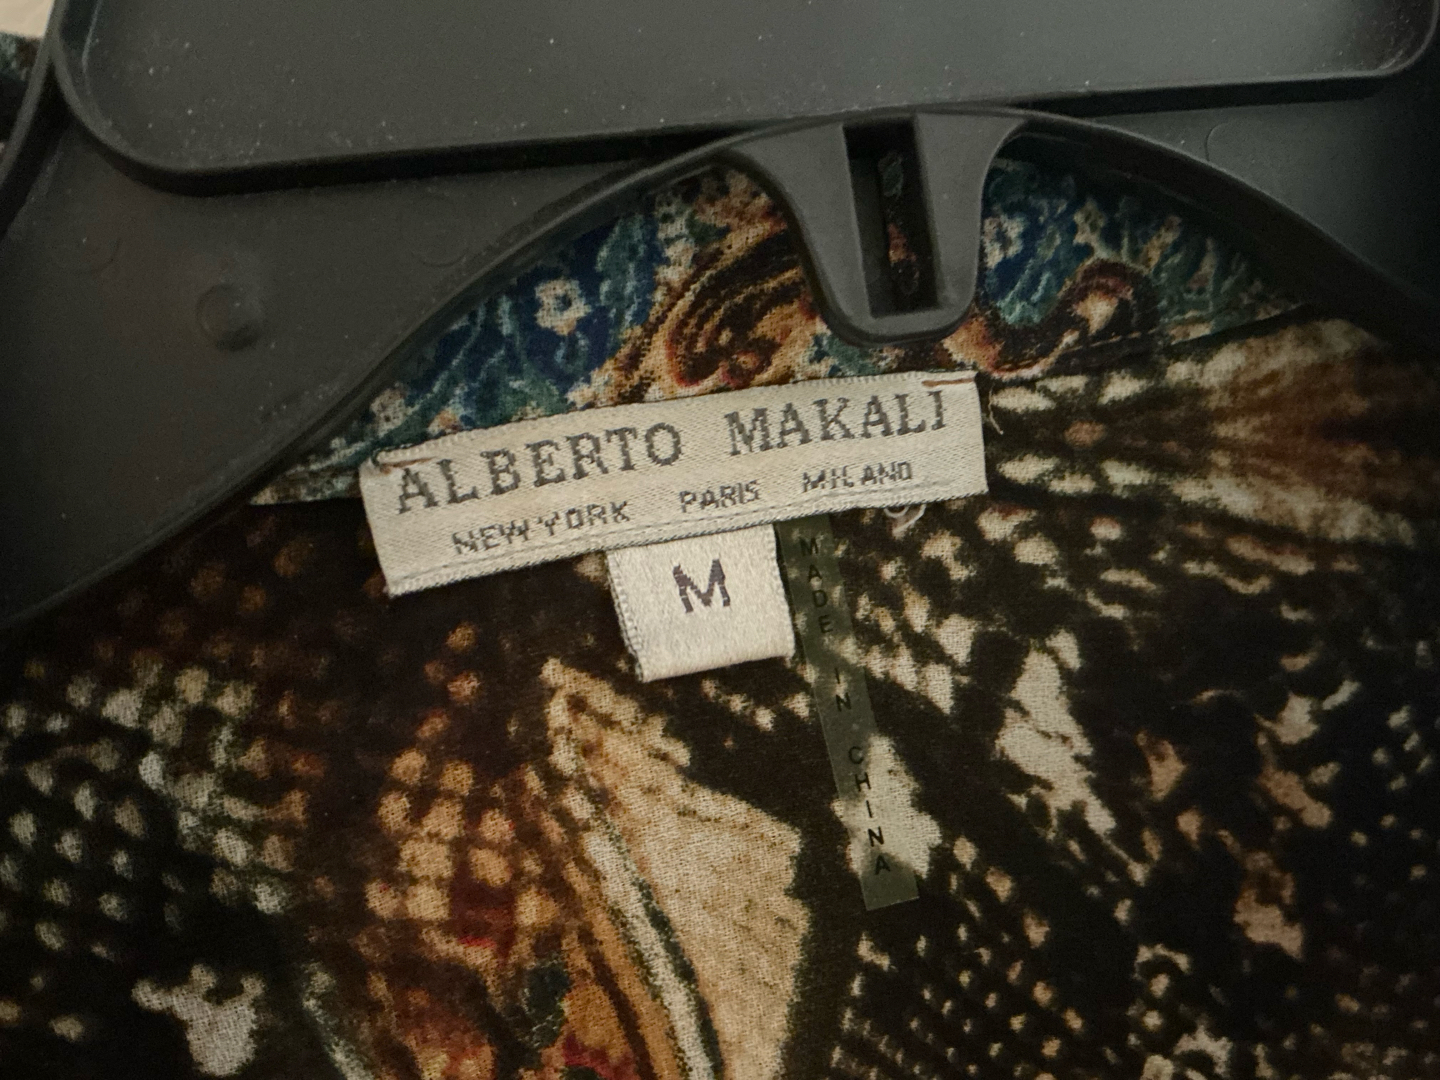 ALBERTO MAKALI
NEW YORK PARIS MILANO
M
MADE IN CHINA